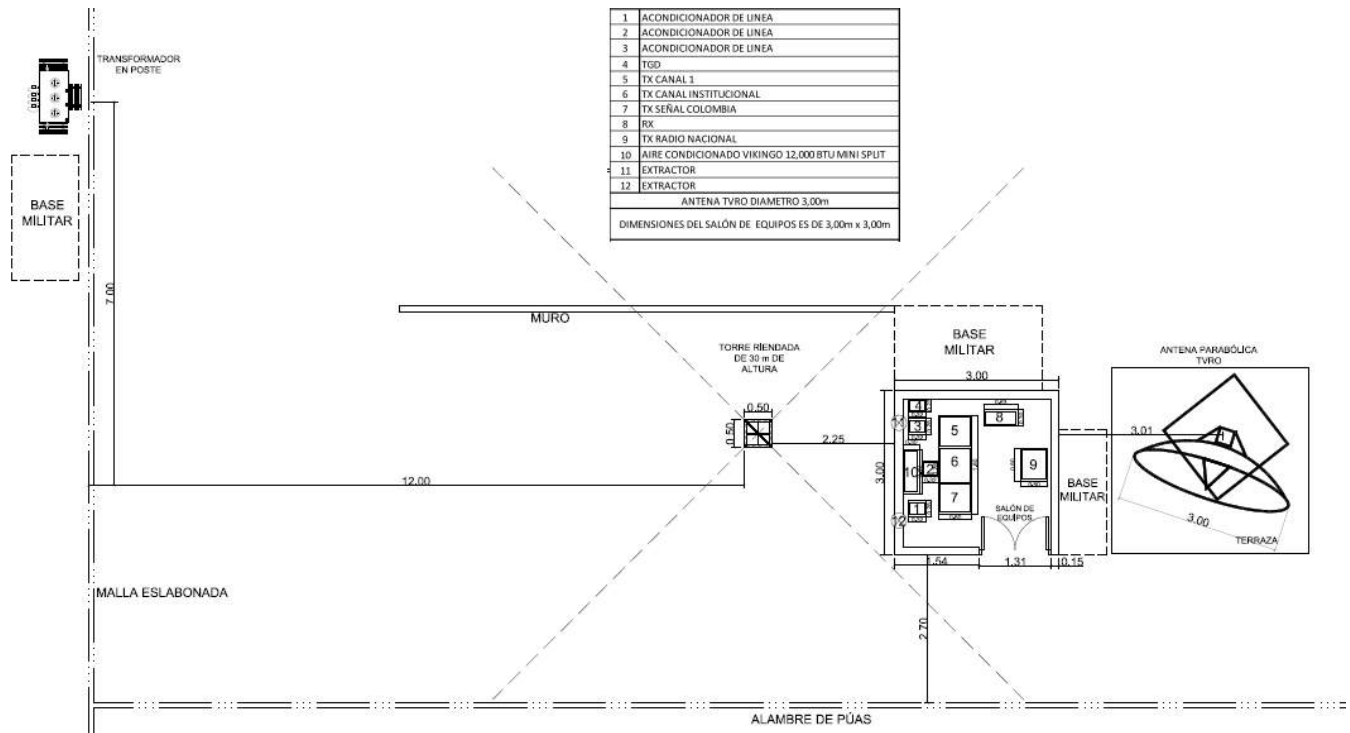 1 ACONDICIONADOR DE LINEA
2 ACONDICIONADOR DE LINEA
3 ACONDICIONADOR DE LINEA
4 TGD
5 TX CANAL 1
6 TX CANAL INSTITUCIONAL
7 TX SEÑAL COLOMBIA
8 RX
9 TX RADIO NACIONAL
10 AIRE CONDICIONADO VIKINGO 12,000 BTU MINI SPLIT
11 EXTRACTOR
12 EXTRACTOR
ANTENA TVRO DIAMETRO 3,00m
DIMENSIONES DEL SALÓN DE EQUIPOS ES DE 3,00m x 3,00m
TRANSFORMADOR
EN POSTE
BASE
MILITAR
7.00
MURO
TORRE RIENDADA
DE 30 m DE
ALTURA
0.50
0.50
2.25
12.00
BASE
MILITAR
3.00
3.00
4
3
5
8
10
2
6
9
1
7
12
SALÓN DE
EQUIPOS
1.54
1.31
0.15
2.70
3.01
BASE
MILITAR
ANTENA PARABÓLICA
TVRO
3.00
TERRAZA
MALLA ESLABONADA
ALAMBRE DE PÚAS